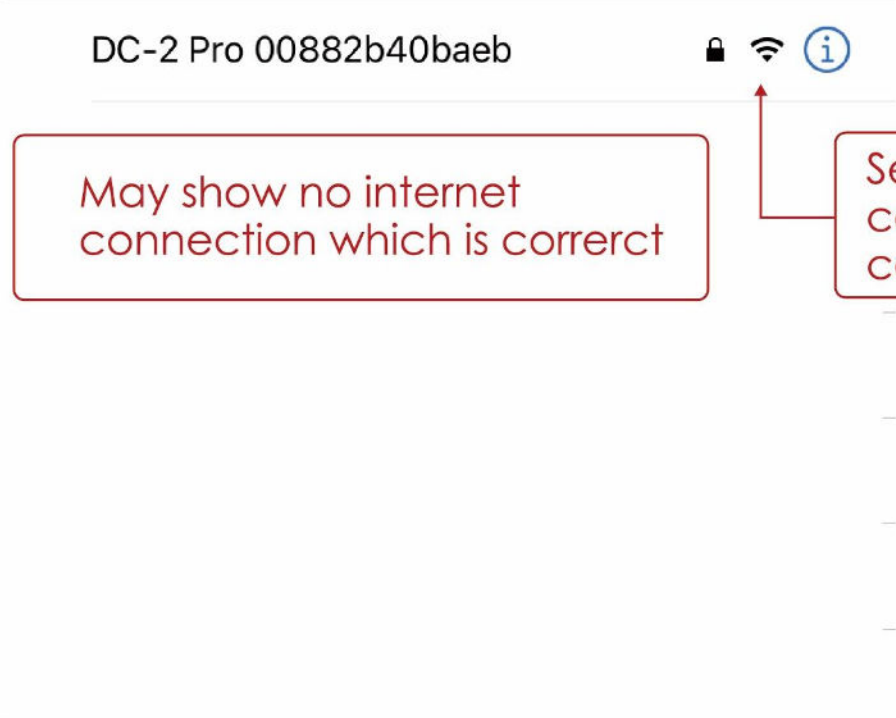 DC-2 Pro 00882b40baeb
May show no internet
connection which is correrct